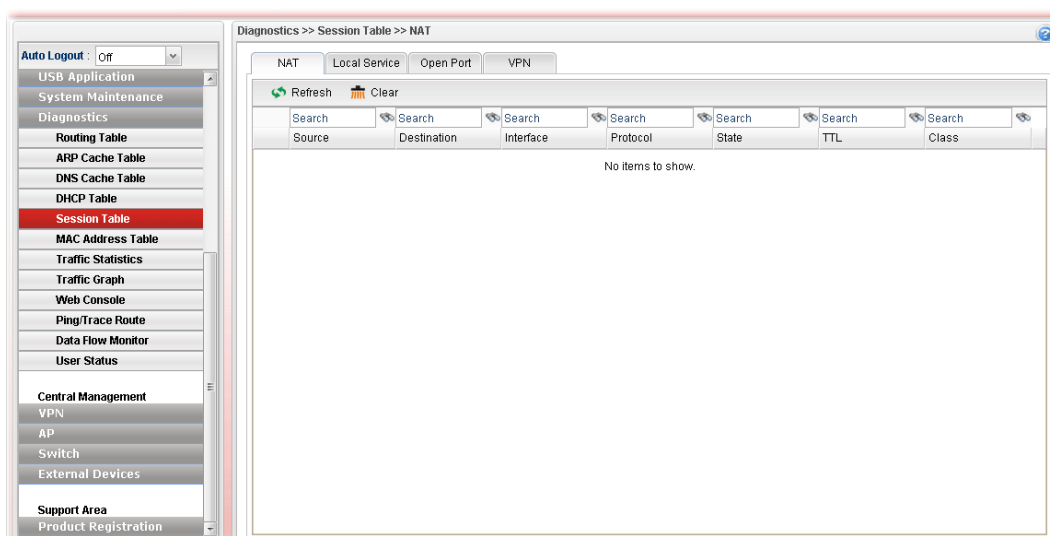 Diagnostics >> Session Table >> NAT
?
Auto Logout : Off
USB Application
System Maintenance
Diagnostics
Routing Table
ARP Cache Table
DNS Cache Table
DHCP Table
Session Table
MAC Address Table
Traffic Statistics
Traffic Graph
Web Console
Ping/Trace Route
Data Flow Monitor
User Status
Central Management
VPN
AP
Switch
External Devices
Support Area
Product Registration
NAT Local Service Open Port VPN
Refresh Clear
Search Search Search Search Search Search Search
Source Destination Interface Protocol State TTL Class
No items to show.